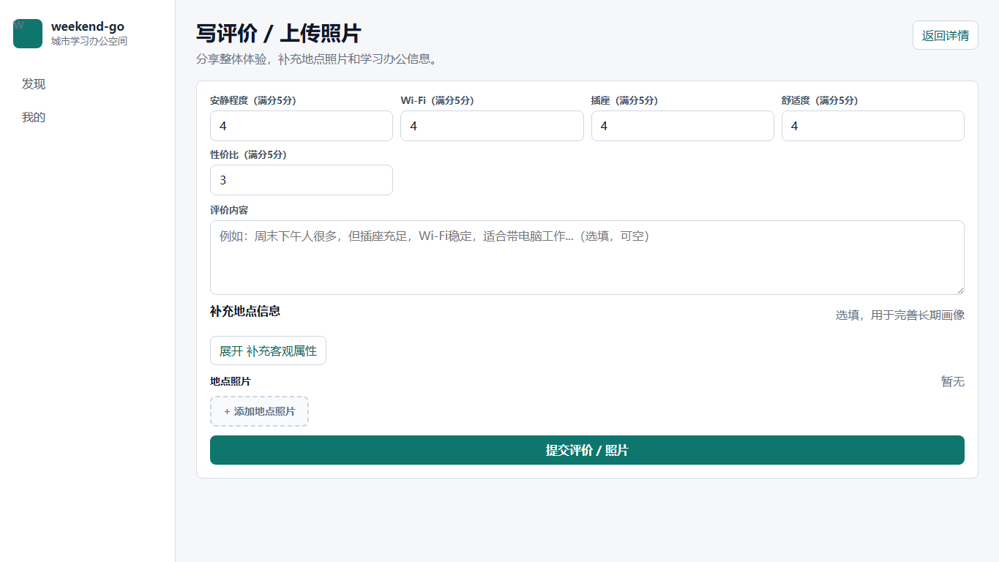 W
weekend-go
城市学习办公空间
发现
我的
写评价 / 上传照片
分享整体体验，补充地点照片和学习办公信息。
返回详情
安静程度（满分5分）
4
Wi-Fi（满分5分）
4
插座（满分5分）
4
舒适度（满分5分）
4
性价比（满分5分）
3
评价内容
例如：周末下午人很多，但插座充足，Wi-Fi稳定，适合带电脑工作...（选填，可空）
补充地点信息
选填，用于完善长期画像
展开 补充客观属性
地点照片
暂无
+ 添加地点照片
提交评价 / 照片